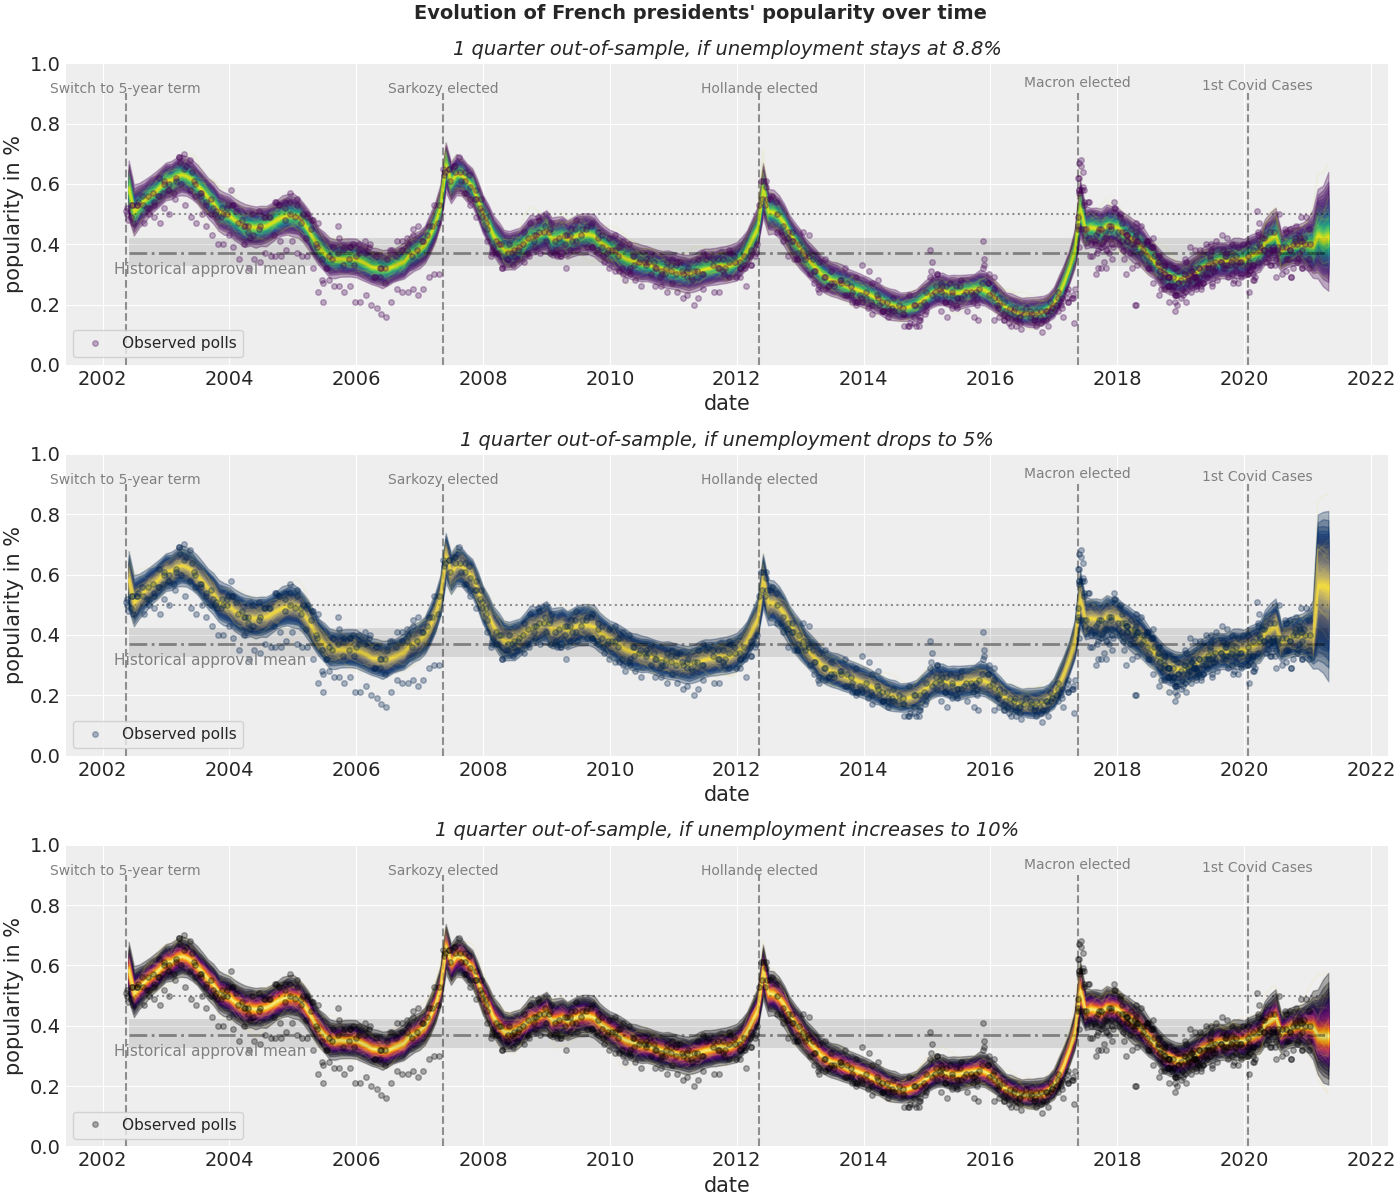 Evolution of French presidents' popularity over time
1 quarter out-of-sample, if unemployment stays at 8.8%
1.0
Switch to 5-year term
Sarkozy elected
Hollande elected
Macron elected
1st Covid Cases
0.8
0.6
0.4
0.2
0.0
popularity in %
Historical approval mean
Observed polls
2002 2004 2006 2008 2010 2012 2014 2016 2018 2020 2022
date
1 quarter out-of-sample, if unemployment drops to 5%
1.0
Switch to 5-year term
Sarkozy elected
Hollande elected
Macron elected
1st Covid Cases
0.8
0.6
0.4
0.2
0.0
popularity in %
Historical approval mean
Observed polls
2002 2004 2006 2008 2010 2012 2014 2016 2018 2020 2022
date
1 quarter out-of-sample, if unemployment increases to 10%
1.0
Switch to 5-year term
Sarkozy elected
Hollande elected
Macron elected
1st Covid Cases
0.8
0.6
0.4
0.2
0.0
popularity in %
Historical approval mean
Observed polls
2002 2004 2006 2008 2010 2012 2014 2016 2018 2020 2022
date